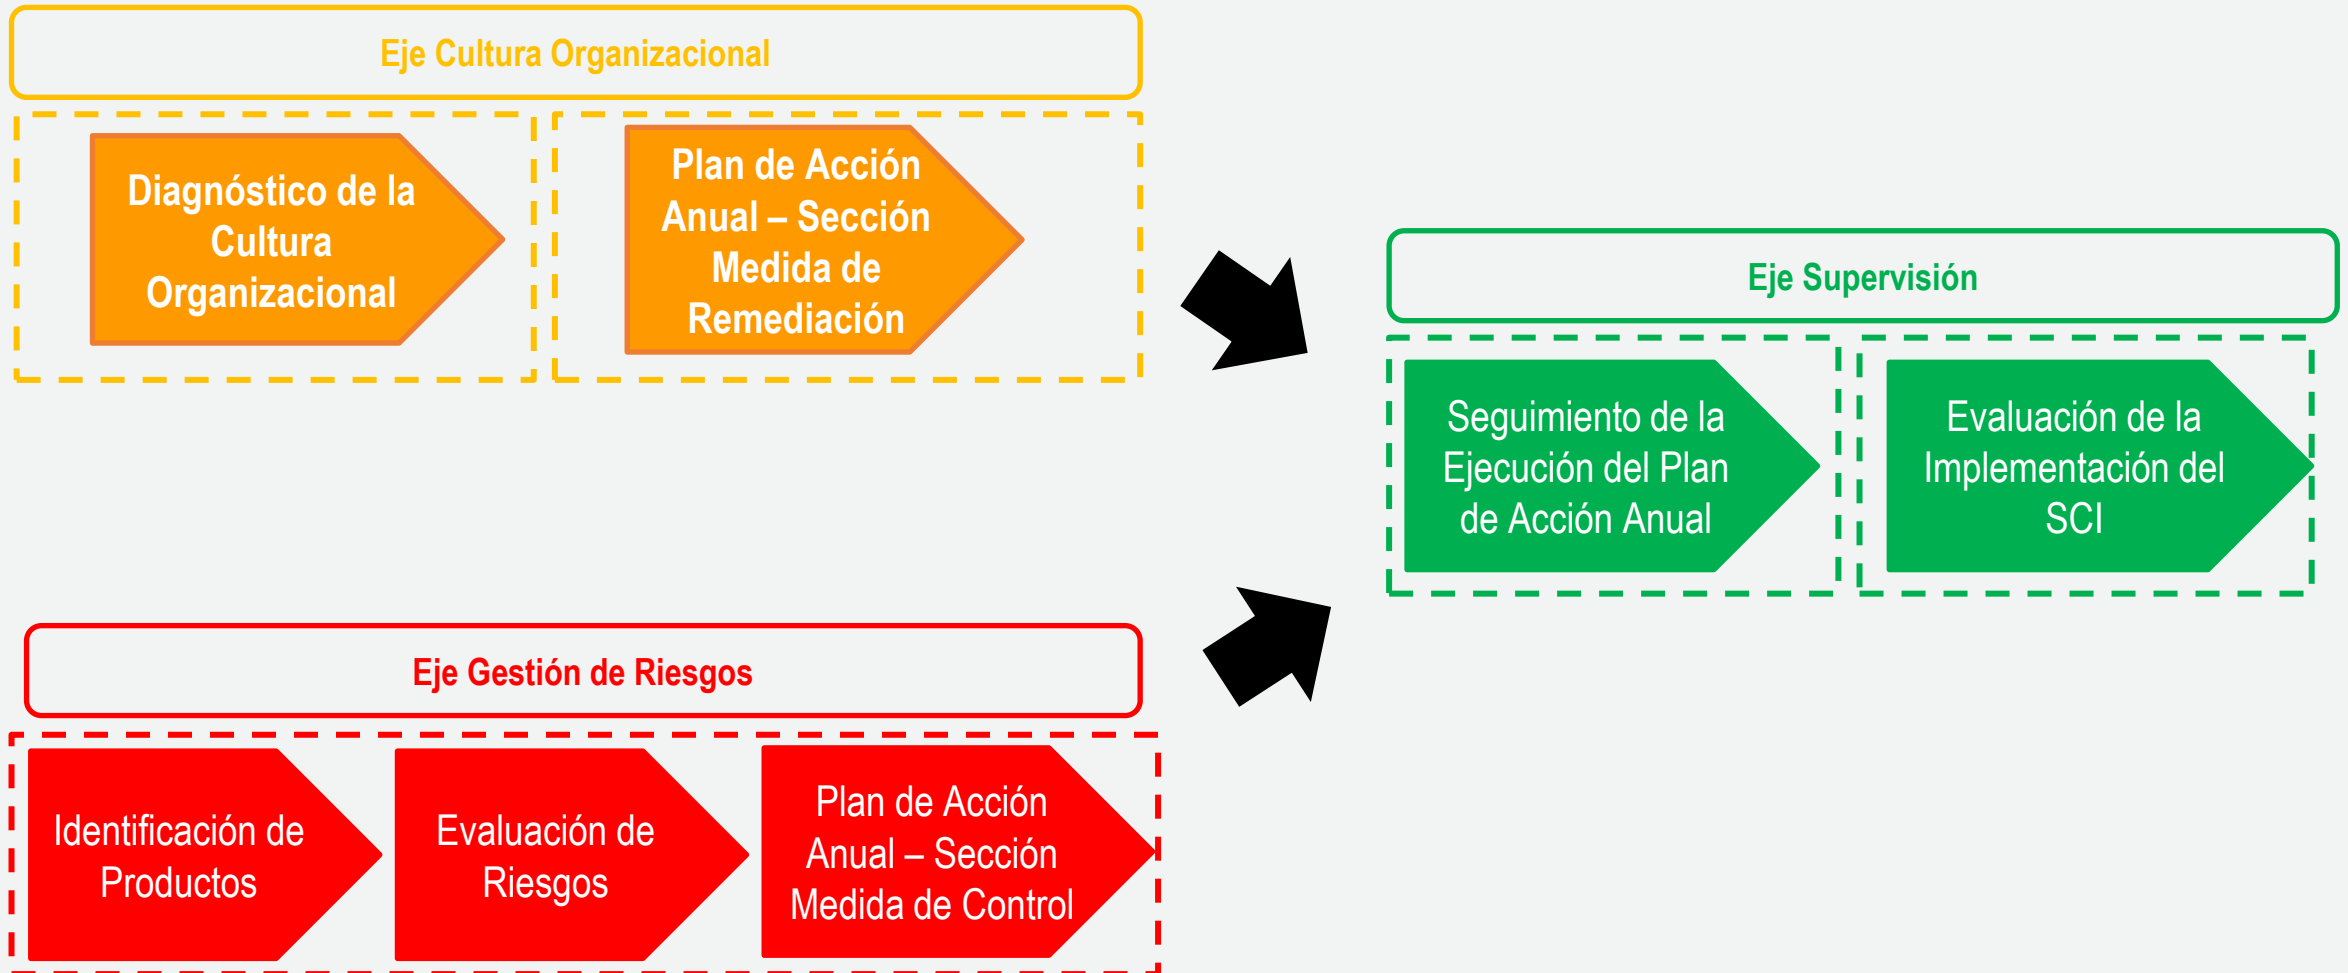 Eje Cultura Organizacional
Diagnóstico de la
Cultura
Organizacional
Plan de Acción
Anual – Sección
Medida de
Remediación
Eje Supervisión
Seguimiento de la
Ejecución del Plan
de Acción Anual
Evaluación de la
Implementación del
SCI
Eje Gestión de Riesgos
Identificación de
Productos
Evaluación de
Riesgos
Plan de Acción
Anual – Sección
Medida de Control